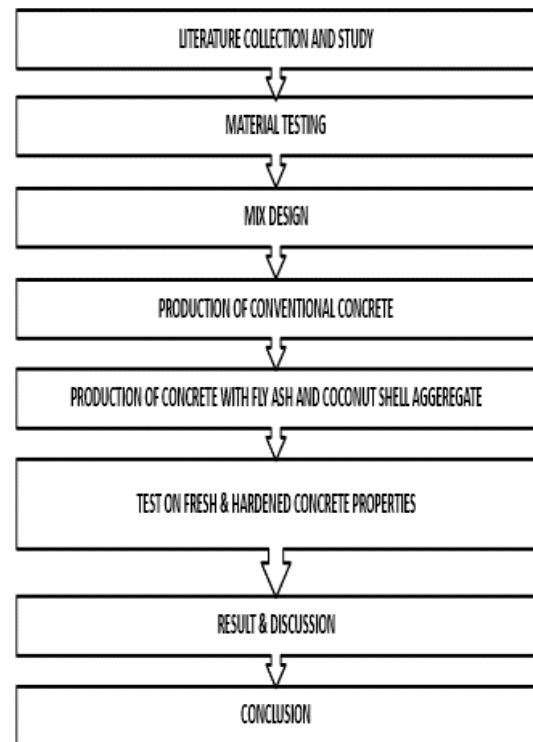 LITERATURE COLLECTION AND STUDY
MATERIAL TESTING
MIX DESIGN
PRODUCTION OF CONVENTIONAL CONCRETE
PRODUCTION OF CONCRETE WITH FLY ASH AND COCONUT SHELL AGGEREGATE
TEST ON FRESH & HARDENED CONCRETE PROPERTIES
RESULT & DISCUSSION
CONCLUSION